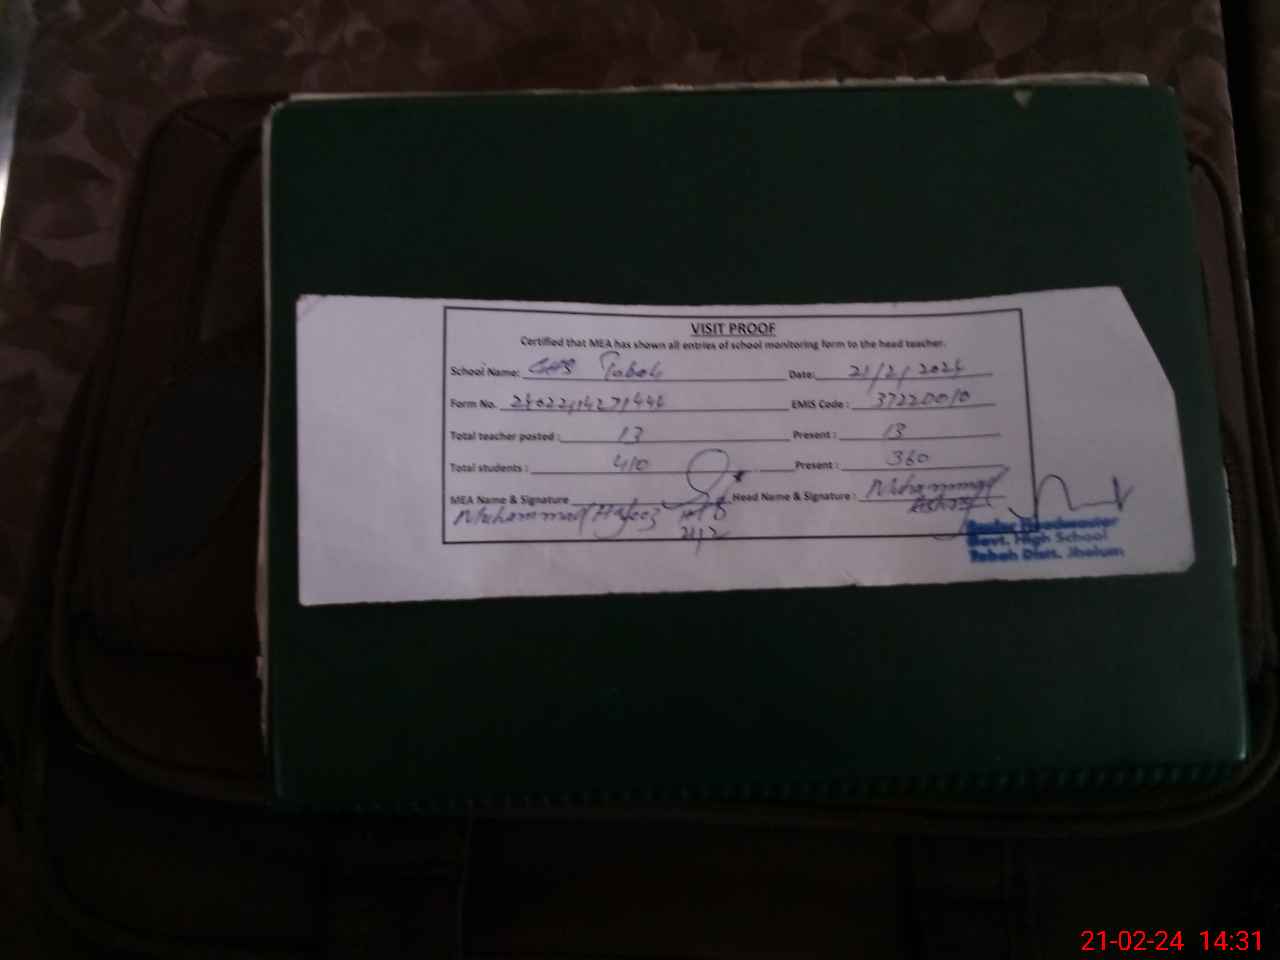 VISIT PROOF
Certified that MEA has shown all entries of school monitoring form to the head teacher.
School Name: GHS Tobah Date: 21/2/2024
Form No. EMIS Code: 37220010
Total teacher posted: 13 Present: 13
Total students: 410 Present: 360
MEA Name & Signature Head Name & Signature: Muhammad
Muhammad Hafeez
21/2
Senior Headmaster
Govt. High School
Tobah Distt. Jhelum
21-02-24 14:31